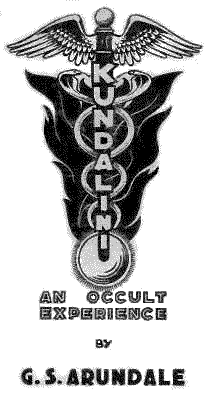 KUNDALINI
AN OCCULT
EXPERIENCE
BY
G. S. ARUNDALE